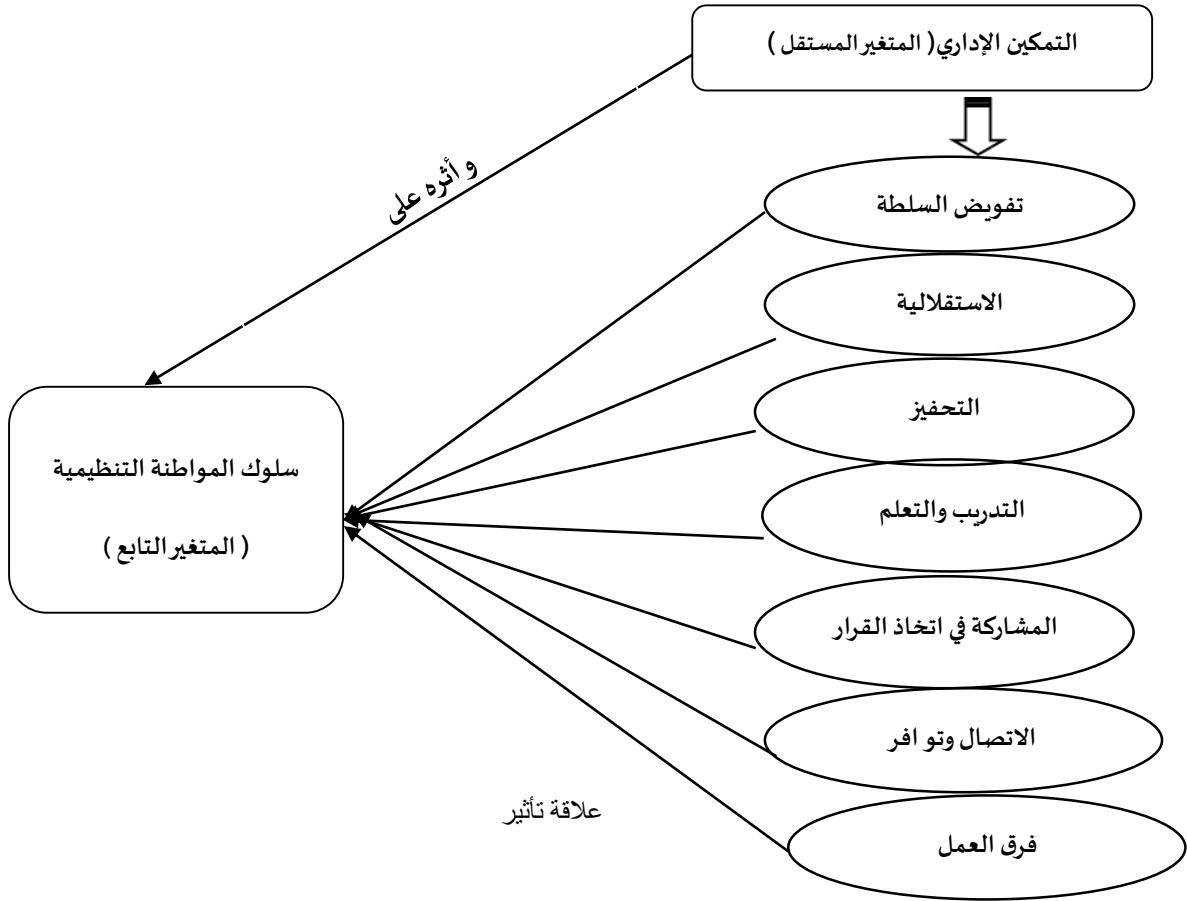 التمكين الإداري( المتغير المستقل )
وأثره على
تفويض السلطة
الاستقلالية
التحفيز
سلوك المواطنة التنظيمية
( المتغير التابع )
التدريب والتعلم
المشاركة في اتخاذ القرار
الاتصال وتو افر
علاقة تأثير
فرق العمل